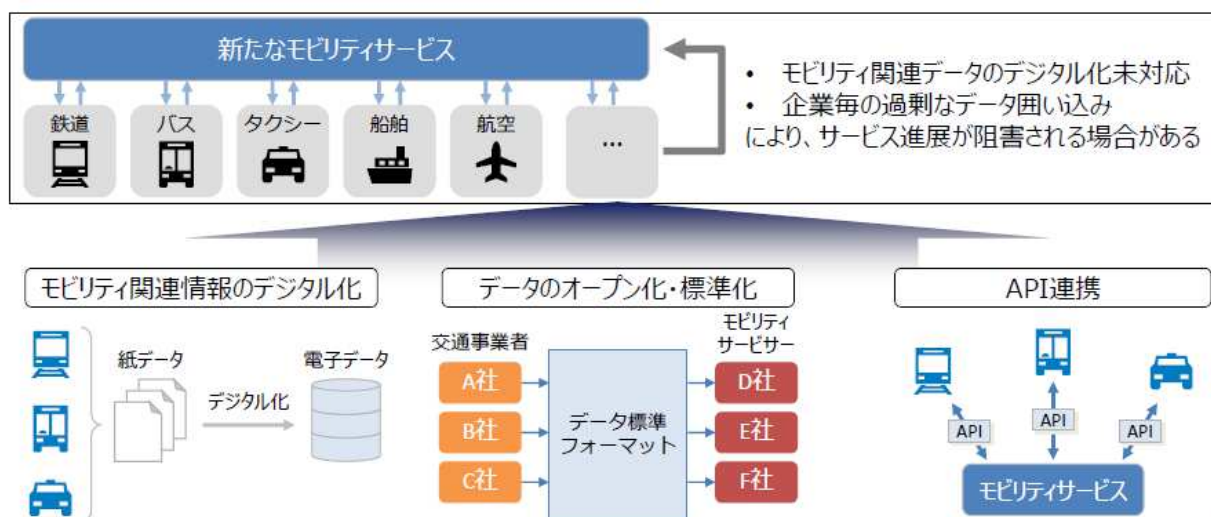 新たなモビリティサービス
鉄道
バス
タクシー
船舶
航空
…
• モビリティ関連データのデジタル化未対応
• 企業毎の過剰なデータ囲い込み
により、サービス進展が阻害される場合がある
モビリティ関連情報のデジタル化
紙データ
デジタル化
電子データ
データのオープン化・標準化
交通事業者
A社
B社
C社
データ標準
フォーマット
モビリティ
サービサー
D社
E社
F社
API連携
API
API
API
モビリティサービス